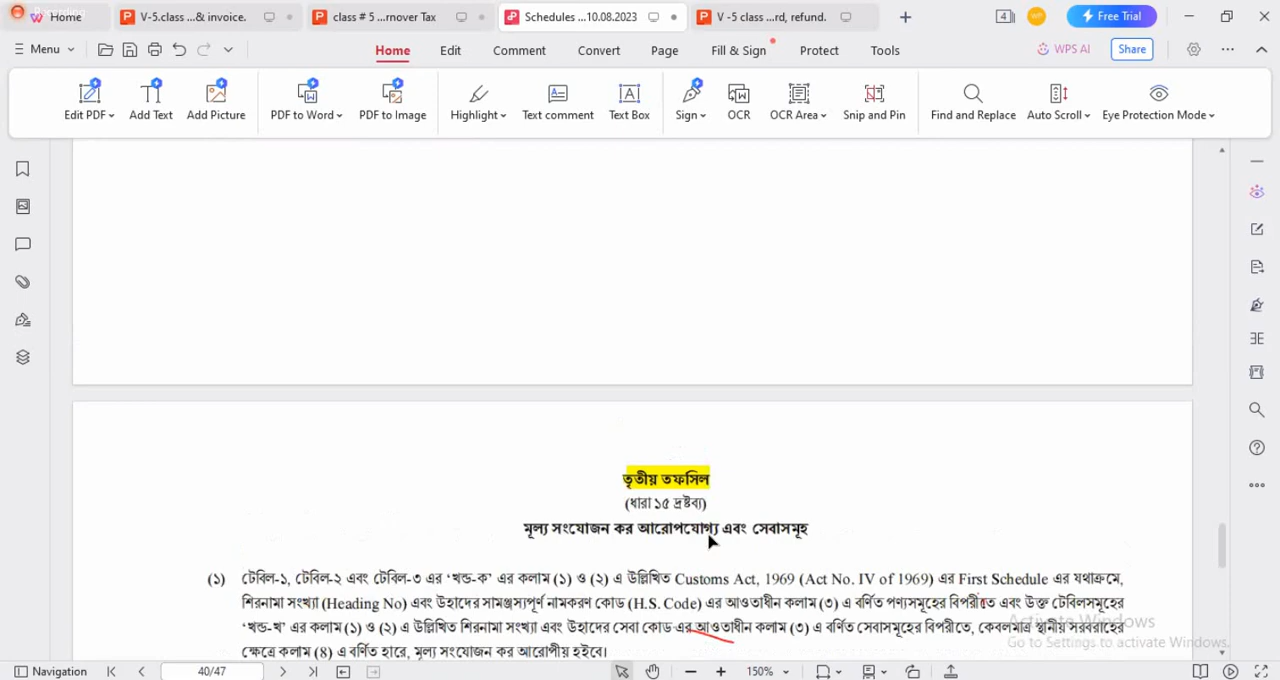 Recording
Home
V-5.class ...& invoice.
class # 5 ...rnover Tax
Schedules ...10.08.2023
V -5 class ...rd, refund.
4
WP
Free Trial
Menu
Home
Edit
Comment
Convert
Page
Fill & Sign
Protect
Tools
WPS AI
Share
Edit PDF
Add Text
Add Picture
PDF to Word
PDF to Image
Highlight
Text comment
Text Box
Sign
OCR
OCR Area
Snip and Pin
Find and Replace
Auto Scroll
Eye Protection Mode
তৃতীয় তফসিল
(ধারা ১৫ দ্রষ্টব্য)
মূল্য সংযোজন কর আরোপযোগ্য এবং সেবাসমূহ
(১) টেবিল-১, টেবিল-২ এবং টেবিল-৩ এর ‘খন্ড-ক’ এর কলাম (১) ও (২) এ উল্লিখিত Customs Act, 1969 (Act No. IV of 1969) এর First Schedule এর যথাক্রমে,
শিরনামা সংখ্যা (Heading No) এবং উহাদের সামঞ্জস্যপূর্ণ নামকরণ কোড (H.S. Code) এর আওতাধীন কলাম (৩) এ বর্ণিত পণ্যসমূহের বিপরীতে এবং উক্ত টেবিলসমূহের
‘খন্ড-খ’ এর কলাম (১) ও (২) এ উল্লিখিত শিরনামা সংখ্যা এবং উহাদের সেবা কোড এর আওতাধীন কলাম (৩) এ বর্ণিত সেবাসমূহের বিপরীতে, কেবলমাত্র স্থানীয় সরবরাহের
ক্ষেত্রে কলাম (৪) এ বর্ণিত হারে, মূল্য সংযোজন কর আরোপীয় হইবে।
Activate Windows
Go to Settings to activate Windows.
Navigation
40/47
150%